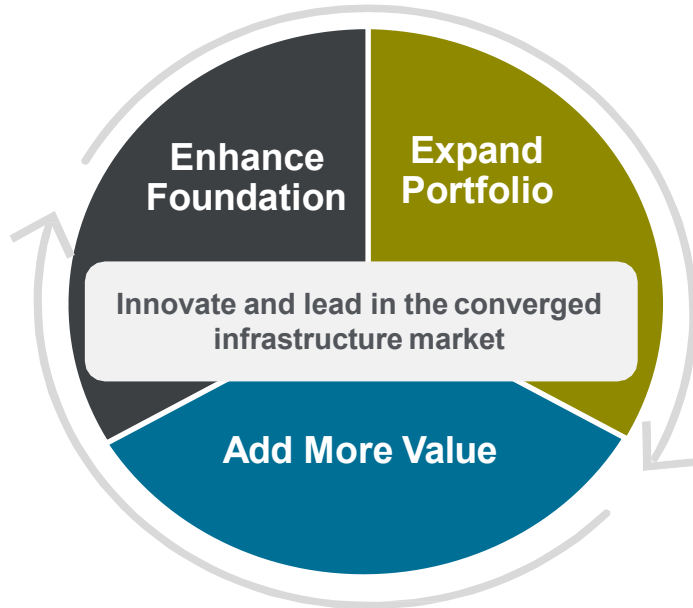 Enhance
Foundation
Expand
Portfolio
Innovate and lead in the converged
infrastructure market
Add More Value